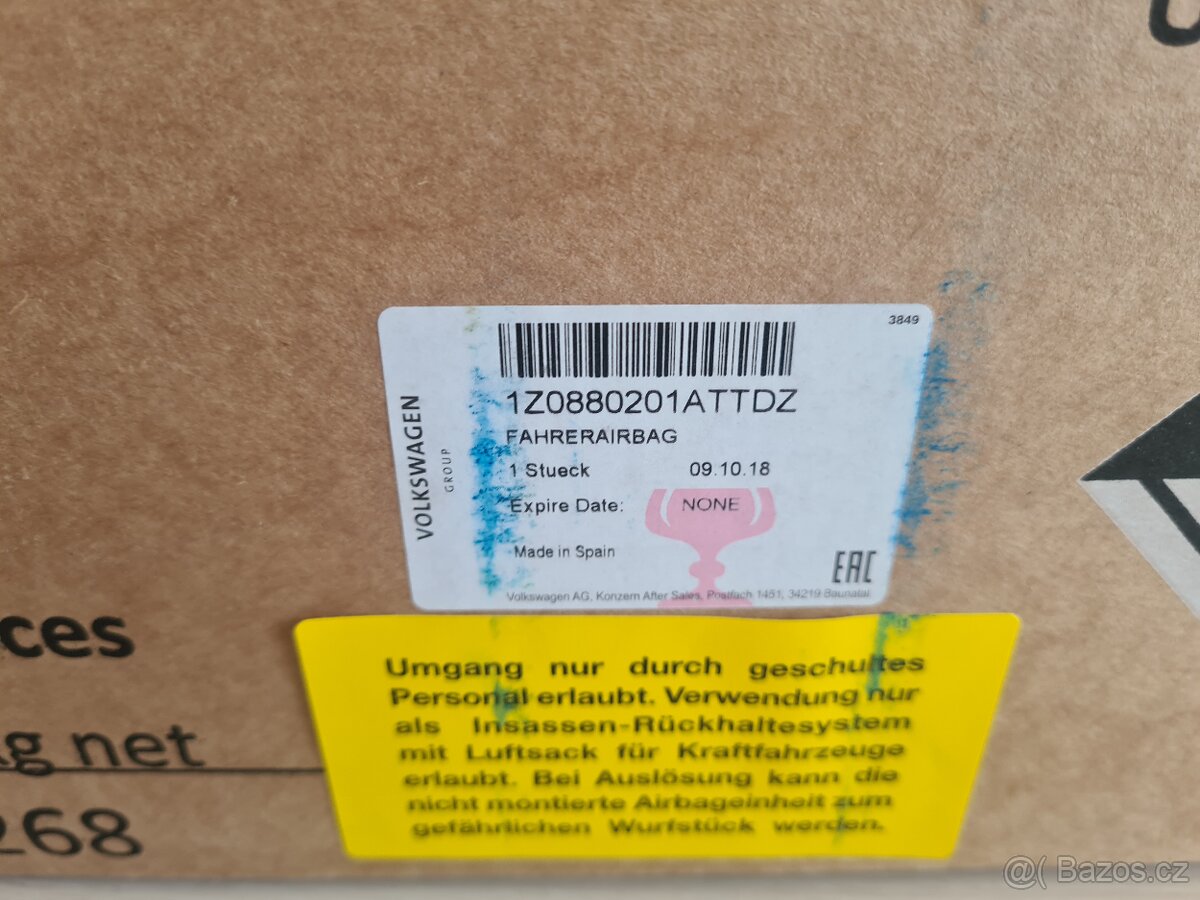 3849
1Z0880201ATTDZ
VOLKSWAGEN
GROUP
FAHRERAIRBAG
1 Stueck 09.10.18
Expire Date: NONE
Made in Spain
EAC
Volkswagen AG, Konzern After Sales, Postfach 1451, 34219 Baunatal
ces
Umgang nur durch geschultes
Personal erlaubt. Verwendung nur
als Insassen-Rückhaltesystem
mit Luftsack für Kraftfahrzeuge
erlaubt. Bei Auslösung kann die
nicht montierte Airbageinheit zum
gefährlichen Wurfstück werden.
kg net
268
@( Bazos.cz